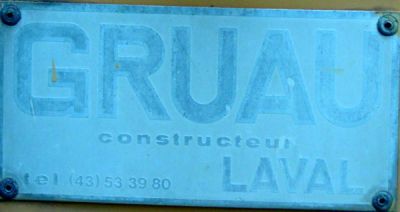 GRUAU
constructeur
tel (43) 53 39 80 LAVAL